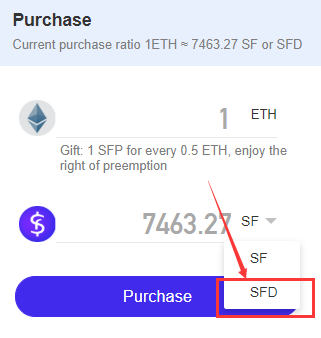 Purchase
Current purchase ratio 1ETH ≈ 7463.27 SF or SFD
1 ETH
Gift: 1 SFP for every 0.5 ETH, enjoy the
right of preemption
7463.27 SF
SF
SFD
Purchase